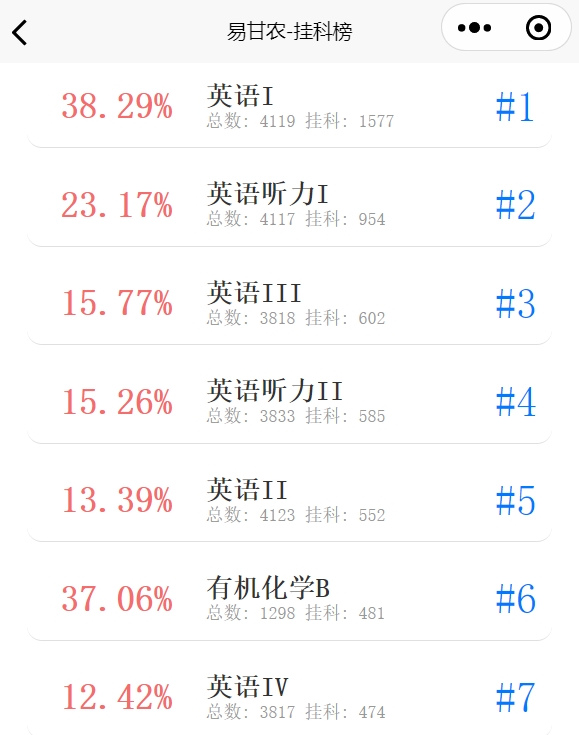 易甘农-挂科榜
38.29%
英语I
总数: 4119 挂科: 1577
#1
23.17%
英语听力I
总数: 4117 挂科: 954
#2
15.77%
英语III
总数: 3818 挂科: 602
#3
15.26%
英语听力II
总数: 3833 挂科: 585
#4
13.39%
英语II
总数: 4123 挂科: 552
#5
37.06%
有机化学B
总数: 1298 挂科: 481
#6
12.42%
英语IV
总数: 3817 挂科: 474
#7